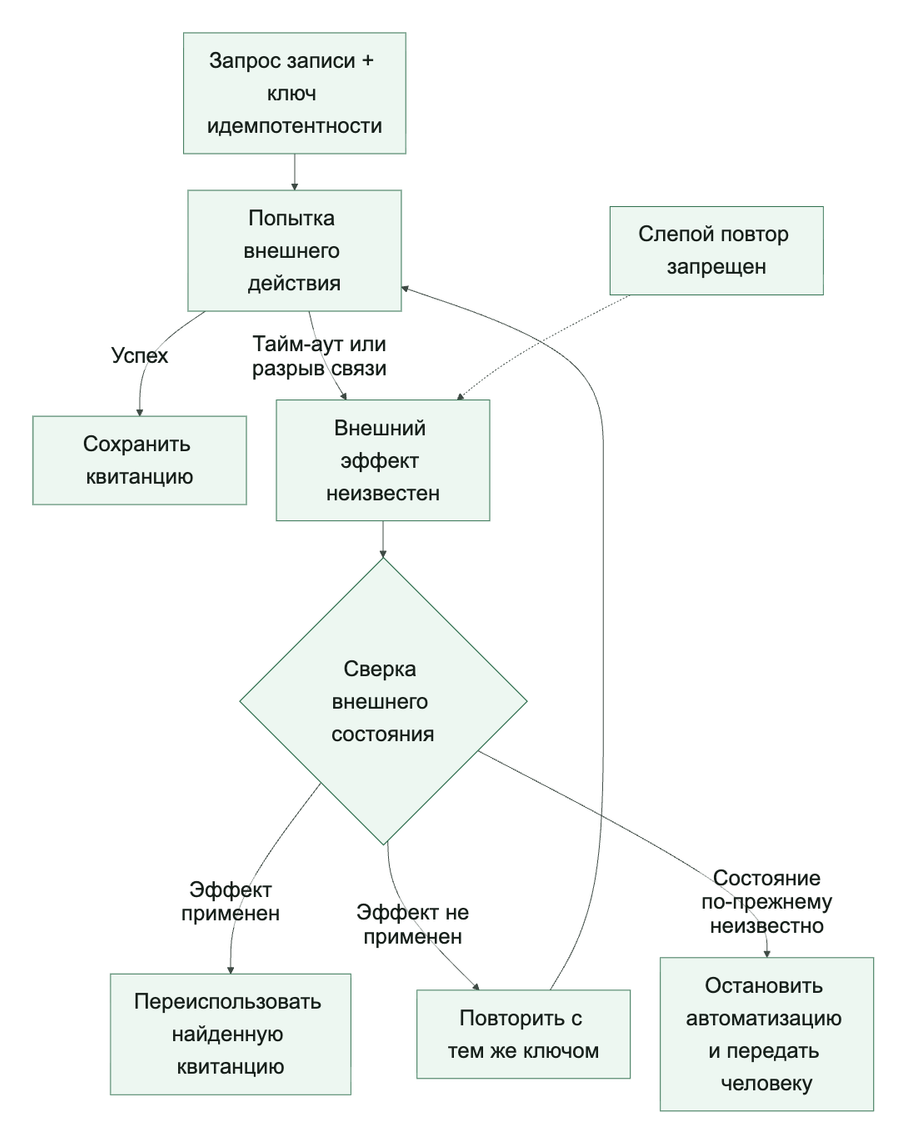 Запрос записи +
ключ
идемпотентности
Попытка
внешнего
действия
Слепой повтор
запрещен
Успех
Тайм-аут или
разрыв связи
Сохранить
квитанцию
Внешний
эффект
неизвестен
Сверка
внешнего
состояния
Эффект
применен
Эффект не
применен
Состояние
по-прежнему
неизвестно
Переиспользовать
найденную
квитанцию
Повторить с
тем же ключом
Остановить
автоматизацию
и передать
человеку